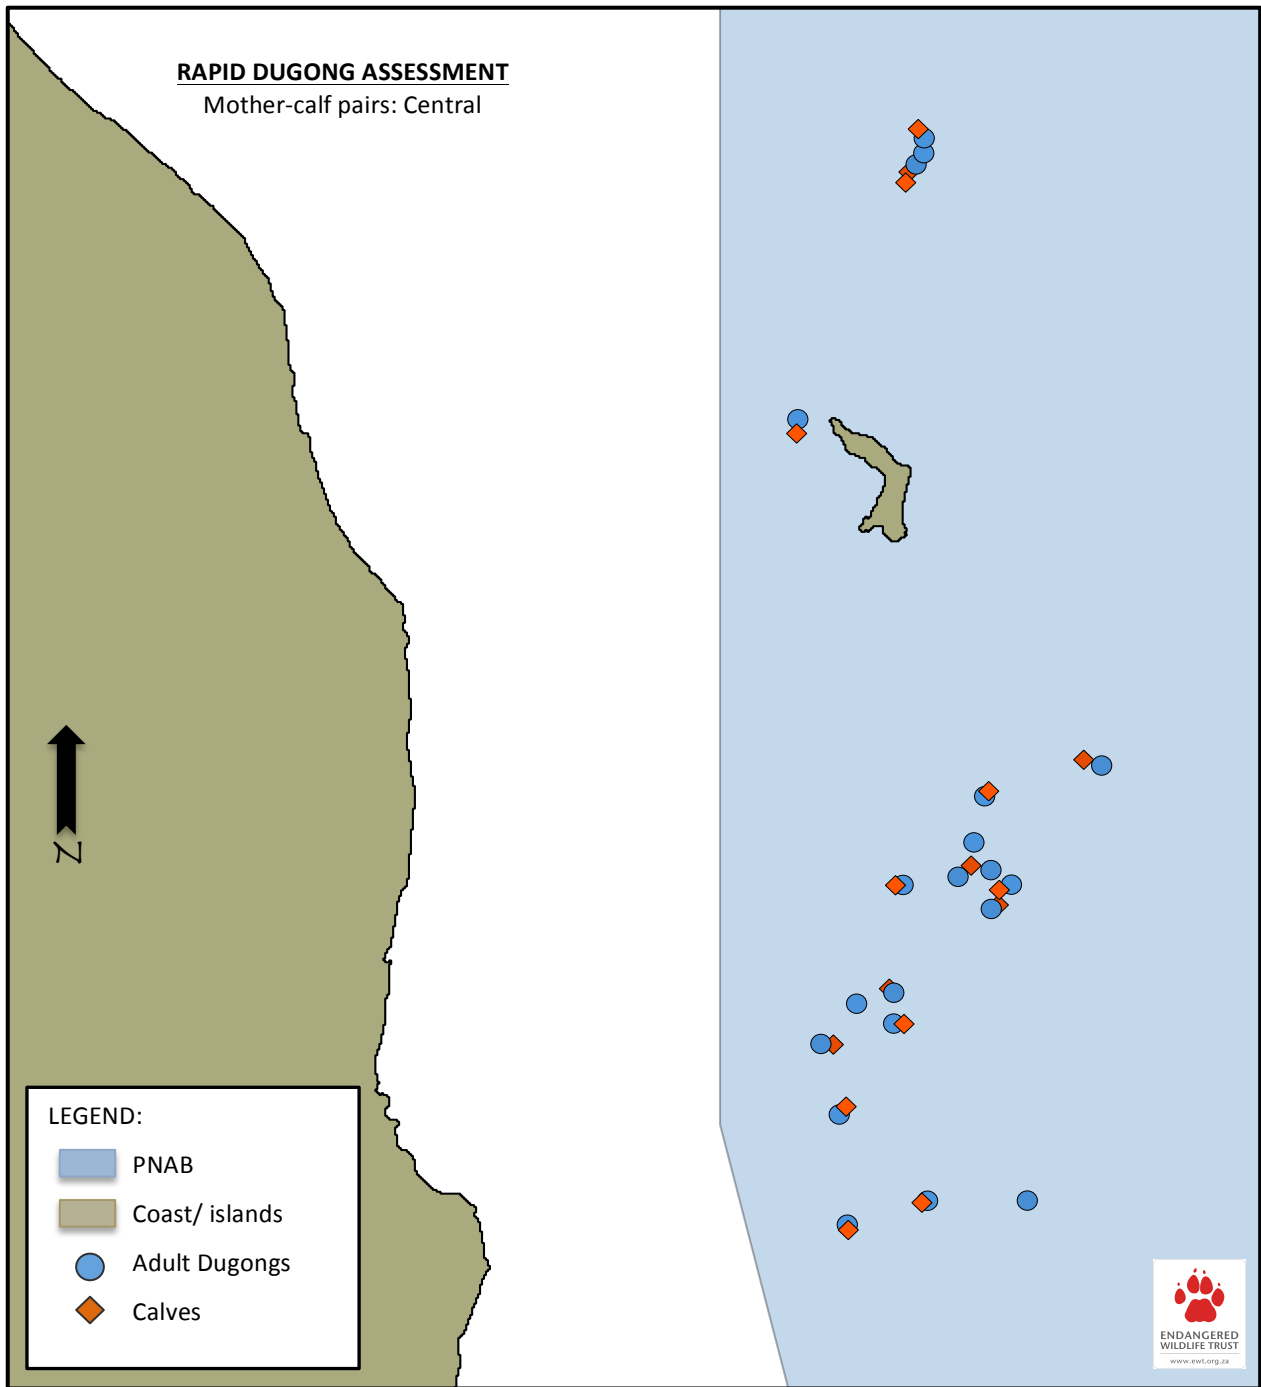 RAPID DUGONG ASSESSMENT
Mother-calf pairs: Central
N
LEGEND:
PNAB
Coast/ islands
Adult Dugongs
Calves
ENDANGERED
WILDLIFE TRUST
www.ewt.org.za